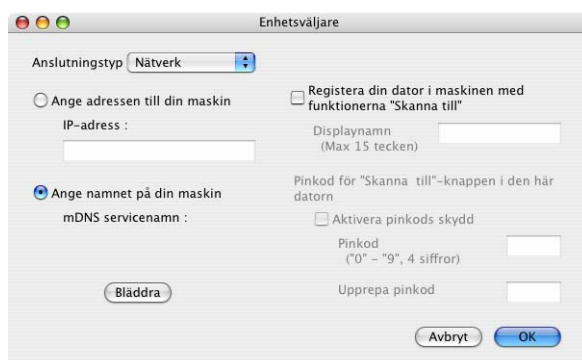 Enhetsväljare
Anslutningstyp Nätverk
Ange adressen till din maskin
IP-adress :
Ange namnet på din maskin
mDNS servicenamn :
Bläddra
Registera din dator i maskinen med
funktionerna "Skanna till"
Displaynamn
(Max 15 tecken)
Pinkod för "Skanna till"-knappen i den här
datorn
Aktivera pinkods skydd
Pinkod
("0" - "9", 4 siffror)
Upprepa pinkod
Avbryt OK